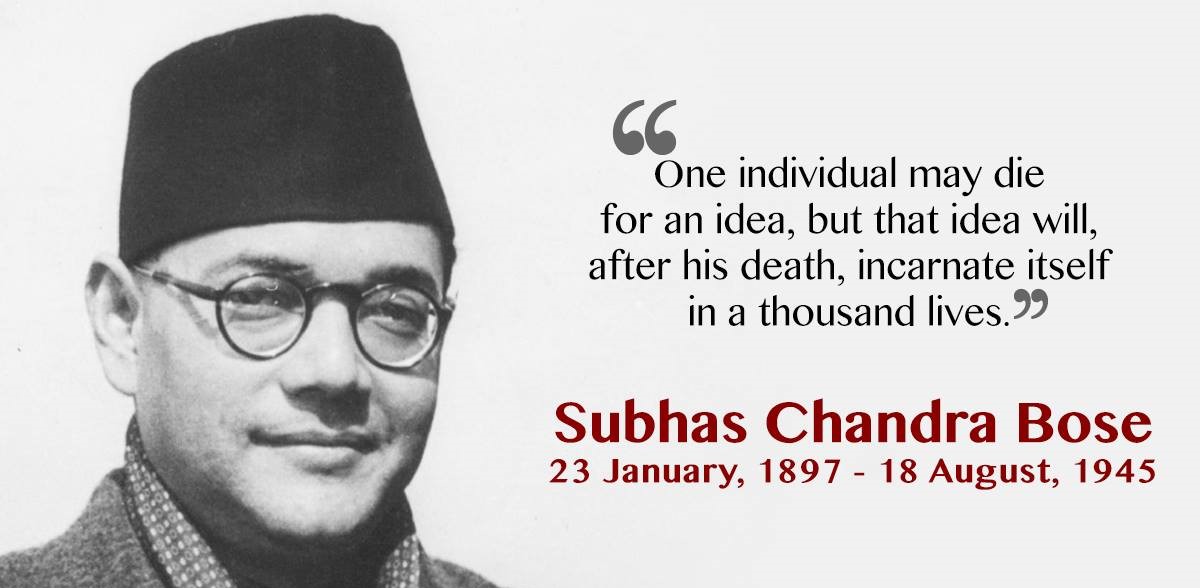 “One individual may die
for an idea, but that idea will,
after his death, incarnate itself
in a thousand lives.”
Subhas Chandra Bose
23 January, 1897 - 18 August, 1945